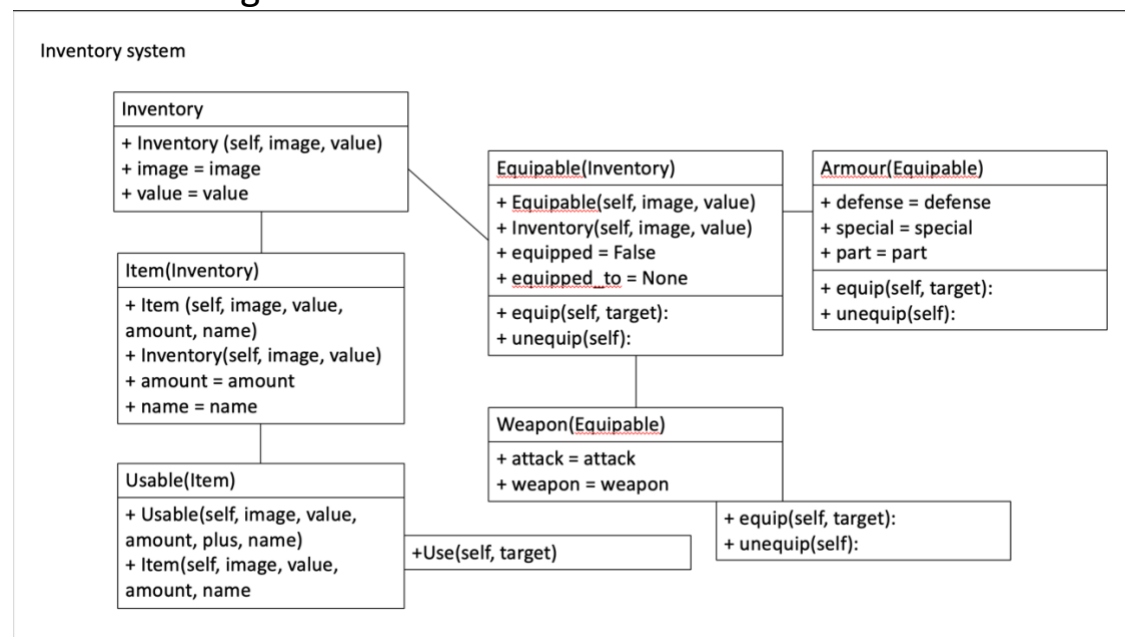 Inventory system
Inventory
+ Inventory (self, image, value)
+ image = image
+ value = value
Item(Inventory)
+ Item (self, image, value,
amount, name)
+ Inventory(self, image, value)
+ amount = amount
+ name = name
Usable(Item)
+ Usable(self, image, value,
amount, plus, name)
+ Item(self, image, value,
amount, name
+Use(self, target)
Equipable(Inventory)
+ Equipable(self, image, value)
+ Inventory(self, image, value)
+ equipped = False
+ equipped_to = None
+ equip(self, target):
+ unequip(self):
Weapon(Equipable)
+ attack = attack
+ weapon = weapon
+ equip(self, target):
+ unequip(self):
Armour(Equipable)
+ defense = defense
+ special = special
+ part = part
+ equip(self, target):
+ unequip(self):